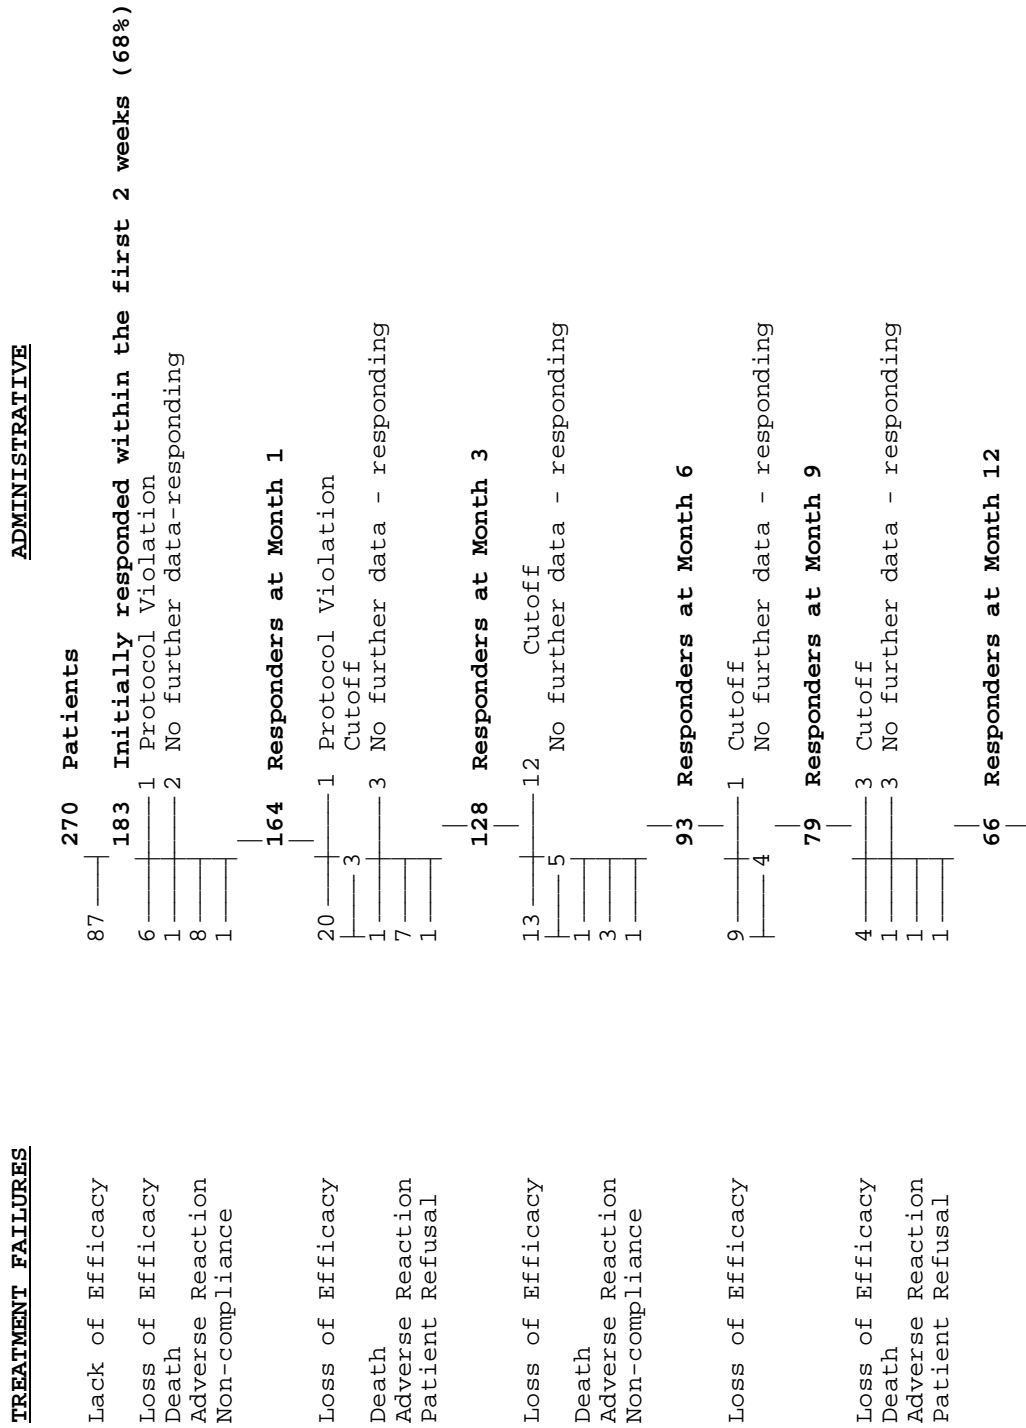 TREATMENT FAILURES ADMINISTRATIVE
270 Patients
Lack of Efficacy 87
183 Initially responded within the first 2 weeks (68%)
Loss of Efficacy 6 1 Protocol Violation
Death 1 2 No further data-responding
Adverse Reaction 8
Non-compliance 1
164 Responders at Month 1
Loss of Efficacy 20 1 Protocol Violation
3 Cutoff
Death 1 3 No further data - responding
Adverse Reaction 7
Patient Refusal 1
128 Responders at Month 3
Loss of Efficacy 13 12 Cutoff
5 No further data - responding
Death 1
Adverse Reaction 3
Non-compliance 1
93 Responders at Month 6
Loss of Efficacy 9 1 Cutoff
4 No further data - responding
79 Responders at Month 9
Loss of Efficacy 4 3 Cutoff
Death 1 3 No further data - responding
Adverse Reaction 1
Patient Refusal 1
66 Responders at Month 12